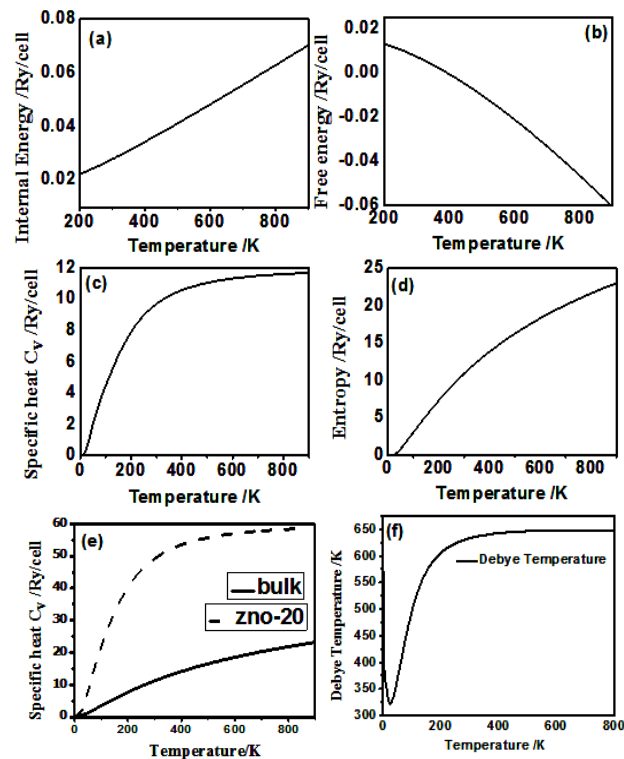 (a)
Internal Energy /Ry/cell
0.08
0.06
0.04
0.02
200 400 600 800
Temperature /K
(b)
Free energy /Ry/cell
0.02
0.00
-0.02
-0.04
-0.06
200 400 600 800
Temperature /K
(c)
Specific heat Cv /Ry/cell
12
10
8
6
4
2
0
0 200 400 600 800
Temperature /K
(d)
Entropy /Ry/cell
25
20
15
10
5
0
0 200 400 600 800
Temperature /K
(e)
Specific heat Cv /Ry/cell
60
50
40
30
20
10
0
bulk
zno-20
0 200 400 600 800
Temperature/K
(f)
Debye Temperature /K
650
600
550
500
450
400
350
300
Debye Temperature
0 200 400 600 800
Temperature /K